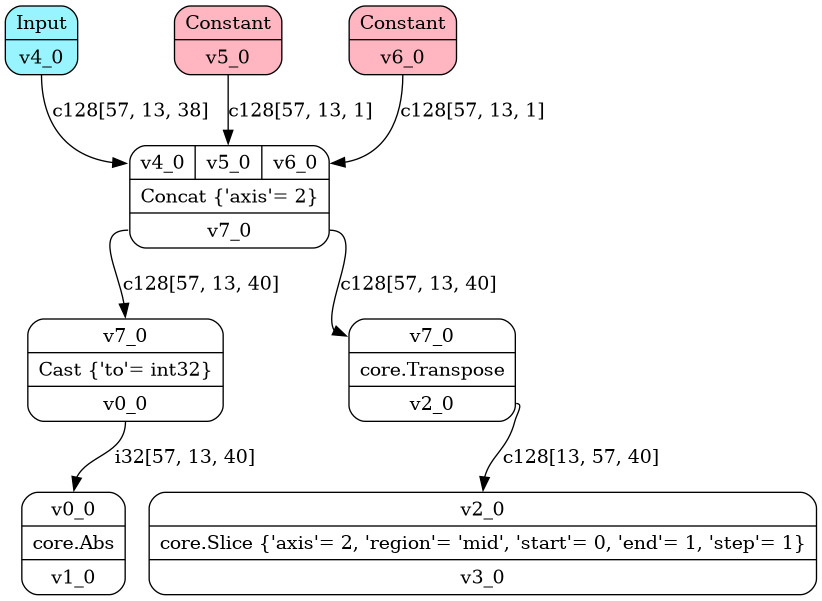 Input
v4_0
Constant
v5_0
Constant
v6_0
c128[57, 13, 38]
c128[57, 13, 1]
c128[57, 13, 1]
v4_0 v5_0 v6_0
Concat {'axis'= 2}
v7_0
c128[57, 13, 40]
c128[57, 13, 40]
v7_0
Cast {'to'= int32}
v0_0
v7_0
core.Transpose
v2_0
i32[57, 13, 40]
c128[13, 57, 40]
v0_0
core.Abs
v1_0
v2_0
core.Slice {'axis'= 2, 'region'= 'mid', 'start'= 0, 'end'= 1, 'step'= 1}
v3_0